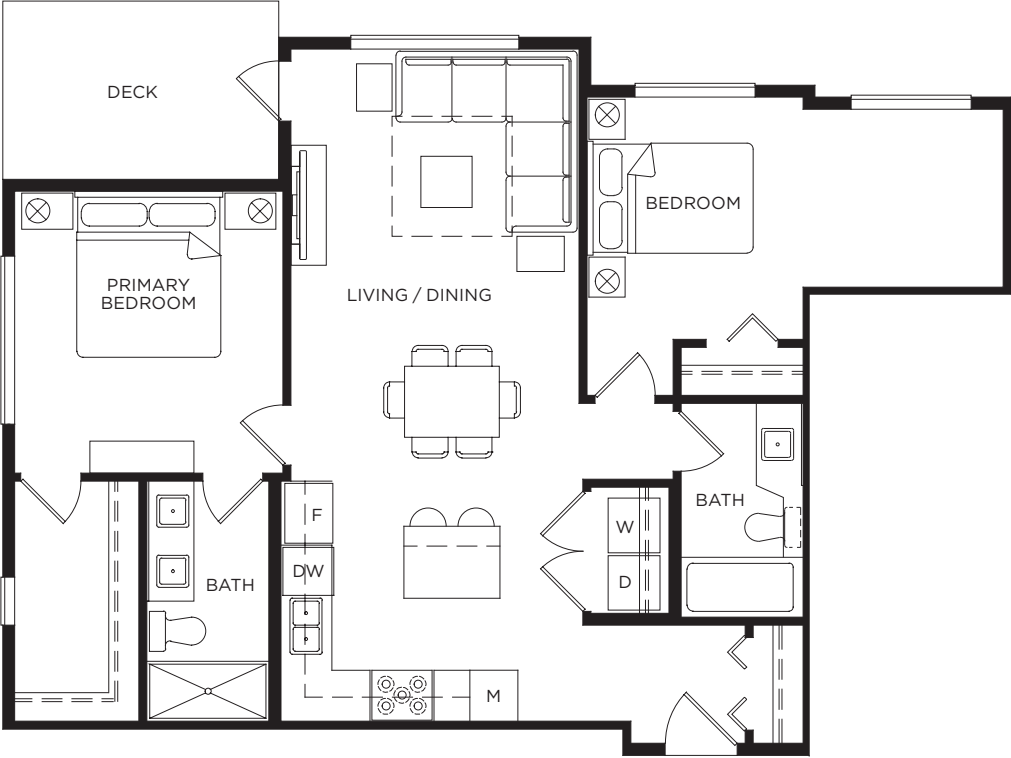 DECK
BEDROOM
PRIMARY
BEDROOM
LIVING / DINING
BATH
F
W
DW
D
BATH
M